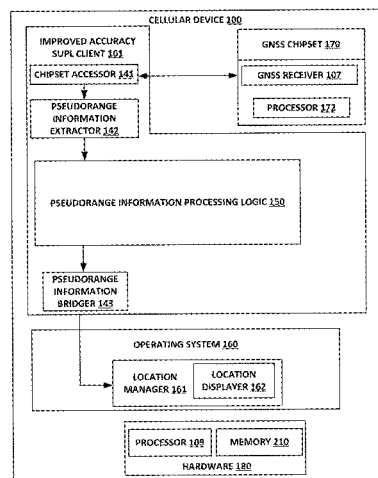 CELLULAR DEVICE 100
IMPROVED ACCURACY
SUPL CLIENT 101
CHIPSET ACCESSOR 141
PSEUDORANGE
INFORMATION
EXTRACTOR 142
GNSS CHIPSET 170
GNSS RECEIVER 107
PROCESSOR 172
PSEUDORANGE INFORMATION PROCESSING LOGIC 150
PSEUDORANGE
INFORMATION
BRIDGER 143
OPERATING SYSTEM 160
LOCATION
MANAGER 161
LOCATION
DISPLAYER 162
PROCESSOR 109
MEMORY 210
HARDWARE 180